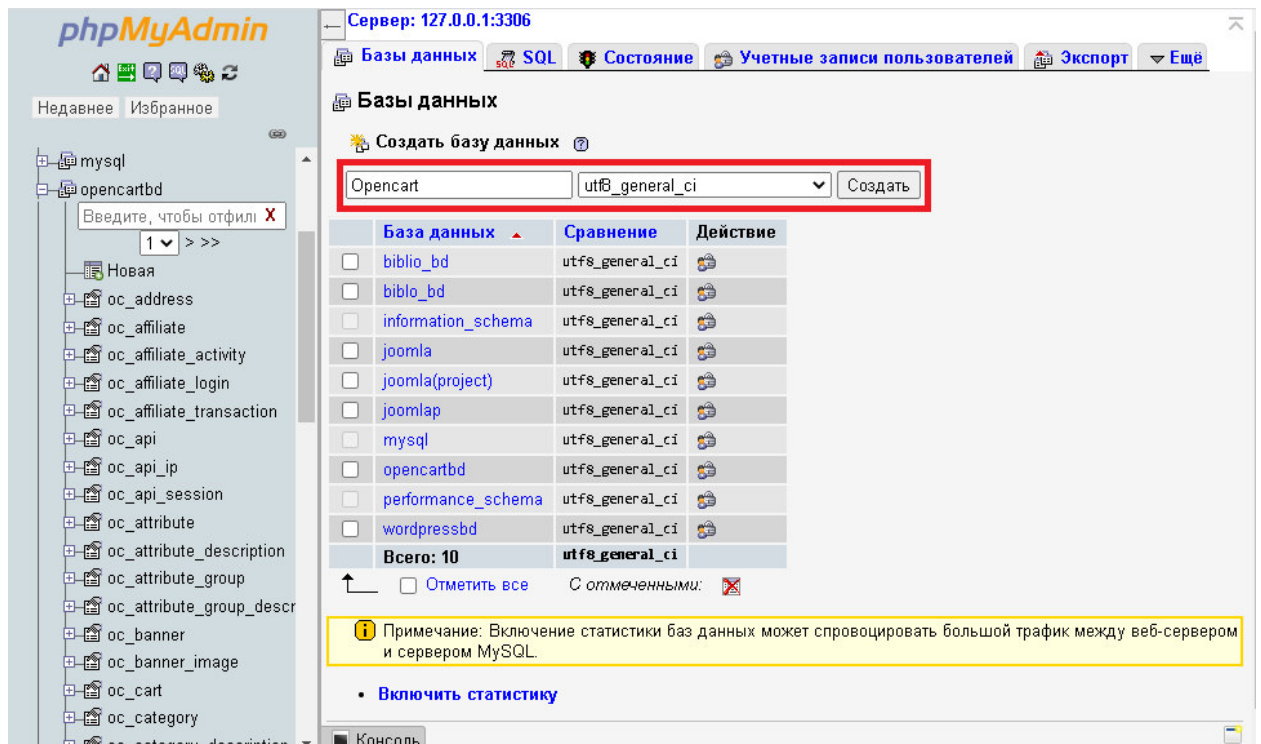 phpMyAdmin
Недавнее Избранное
mysql
opencartbd
Введите, чтобы отфилі X
1 > >>
Новая
oc_address
oc_affiliate
oc_affiliate_activity
oc_affiliate_login
oc_affiliate_transaction
oc_api
oc_api_ip
oc_api_session
oc_attribute
oc_attribute_description
oc_attribute_group
oc_attribute_group_descr
oc_banner
oc_banner_image
oc_cart
oc_category
oc_category_description
Сервер: 127.0.0.1:3306
Базы данных SQL Состояние Учетные записи пользователей Экспорт Ещё
Базы данных
Создать базу данных
Opencart utf8_general_ci Создать
База данных Сравнение Действие
biblio_bd utf8_general_ci
biblo_bd utf8_general_ci
information_schema utf8_general_ci
joomla utf8_general_ci
joomla(project) utf8_general_ci
joomlap utf8_general_ci
mysql utf8_general_ci
opencartbd utf8_general_ci
performance_schema utf8_general_ci
wordpressbd utf8_general_ci
Всего: 10 utf8_general_ci
Отметить все С отмеченными:
Примечание: Включение статистики баз данных может спровоцировать большой трафик между веб-сервером
и сервером MySQL.
• Включить статистику
Консоль